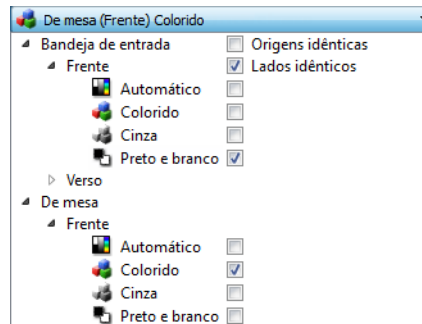 De mesa (Frente) Colorido
Bandeja de entrada Origens idênticas
Frente Lados idênticos
Automático
Colorido
Cinza
Preto e branco
Verso
De mesa
Frente
Automático
Colorido
Cinza
Preto e branco